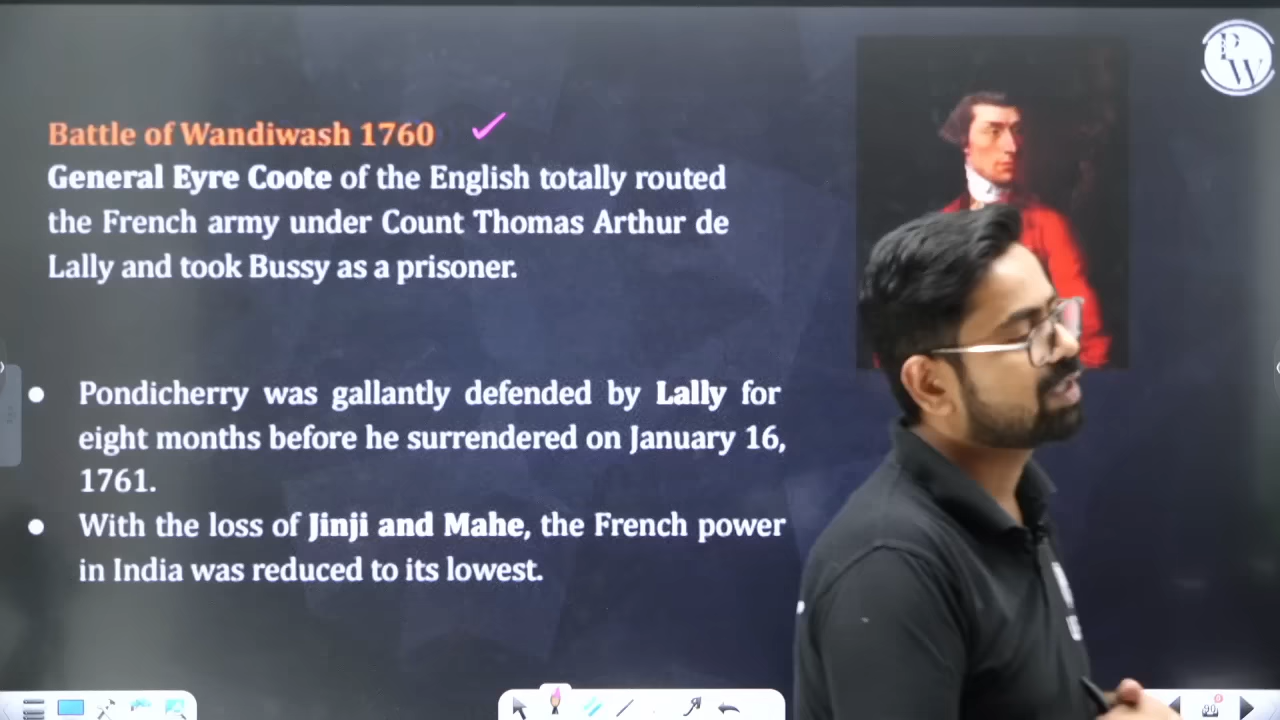 PW
Battle of Wandiwash 1760
General Eyre Coote of the English totally routed
the French army under Count Thomas Arthur de
Lally and took Bussy as a prisoner.
● Pondicherry was gallantly defended by Lally for
eight months before he surrendered on January 16,
1761.
● With the loss of Jinji and Mahe, the French power
in India was reduced to its lowest.